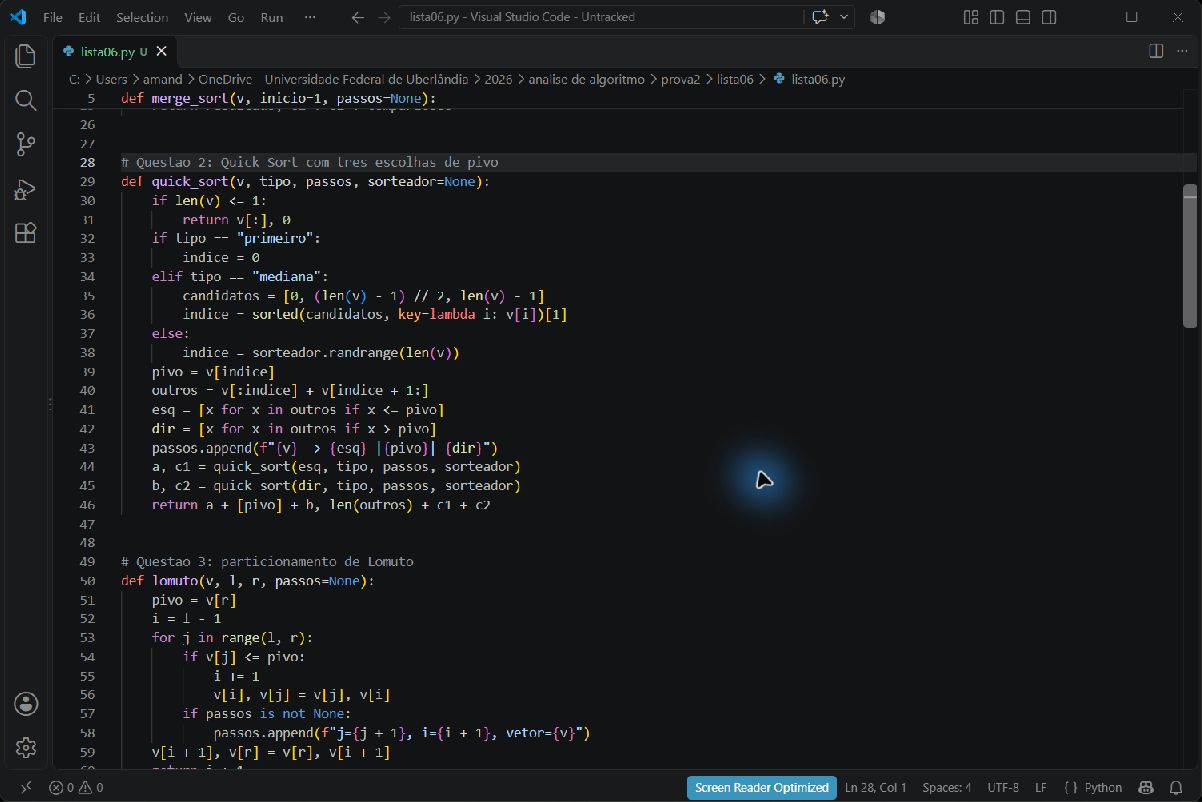 File Edit Selection View Go Run ··· lista06.py - Visual Studio Code - Untracked
lista06.py U
C: > Users > amand > OneDrive - Universidade Federal de Uberlândia > 2026 > analise de algoritmo > prova2 > lista06 > lista06.py
5 def merge_sort(v, inicio=1, passos=None):
26
27
28 # Questao 2: Quick Sort com tres escolhas de pivo
29 def quick_sort(v, tipo, passos, sorteador=None):
30 if len(v) <= 1:
31 return v[:], 0
32 if tipo == "primeiro":
33 indice = 0
34 elif tipo == "mediana":
35 candidatos = [0, (len(v) - 1) // 2, len(v) - 1]
36 indice = sorted(candidatos, key=lambda i: v[i])[1]
37 else:
38 indice = sorteador.randrange(len(v))
39 pivo = v[indice]
40 outros = v[:indice] + v[indice + 1:]
41 esq = [x for x in outros if x <= pivo]
42 dir = [x for x in outros if x > pivo]
43 passos.append(f"{v} -> {esq} |{pivo}| {dir}")
44 a, c1 = quick_sort(esq, tipo, passos, sorteador)
45 b, c2 = quick_sort(dir, tipo, passos, sorteador)
46 return a + [pivo] + b, len(outros) + c1 + c2
47
48
49 # Questao 3: particionamento de Lomuto
50 def lomuto(v, l, r, passos=None):
51 pivo = v[r]
52 i = l - 1
53 for j in range(l, r):
54 if v[j] <= pivo:
55 i += 1
56 v[i], v[j] = v[j], v[i]
57 if passos is not None:
58 passos.append(f"j={j + 1}, i={i + 1}, vetor={v}")
59 v[i + 1], v[r] = v[r], v[i + 1]
0 0 Screen Reader Optimized Ln 28, Col 1 Spaces: 4 UTF-8 LF { } Python